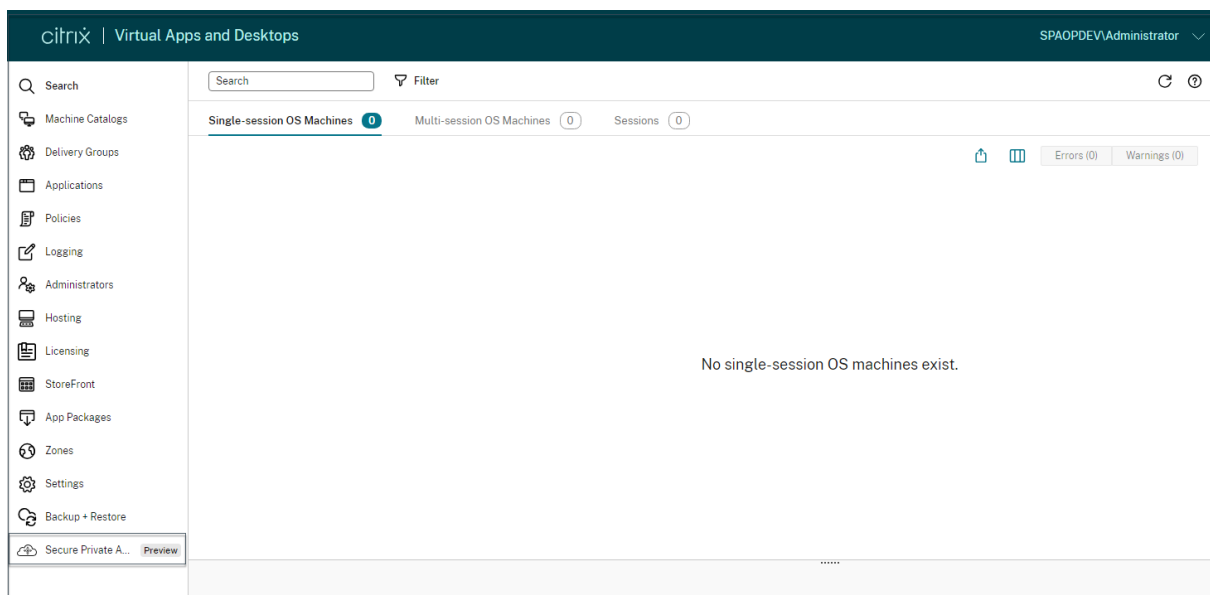 citrix | Virtual Apps and Desktops
SPAOPDEV\Administrator
Search
Machine Catalogs
Delivery Groups
Applications
Policies
Logging
Administrators
Hosting
Licensing
StoreFront
App Packages
Zones
Settings
Backup + Restore
Secure Private A... Preview
Search Filter
Single-session OS Machines 0 Multi-session OS Machines 0 Sessions 0
Errors (0) Warnings (0)
No single-session OS machines exist.